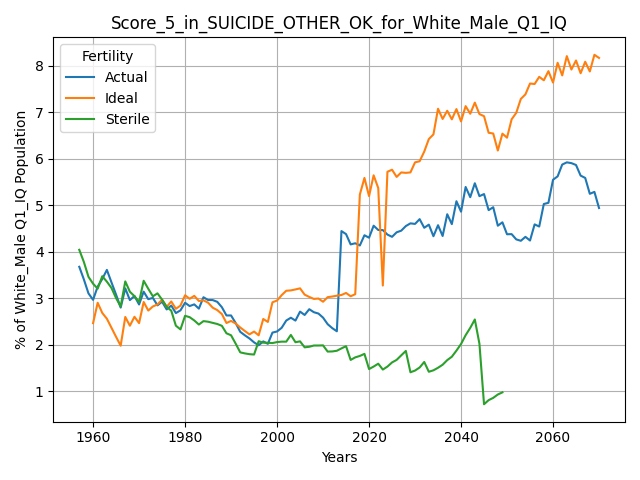 Score_5_in_SUICIDE_OTHER_OK_for_White_Male_Q1_IQ
Fertility
Actual
Ideal
Sterile
% of White_Male Q1_IQ Population
8
7
6
5
4
3
2
1
1960 1980 2000 2020 2040 2060
Years